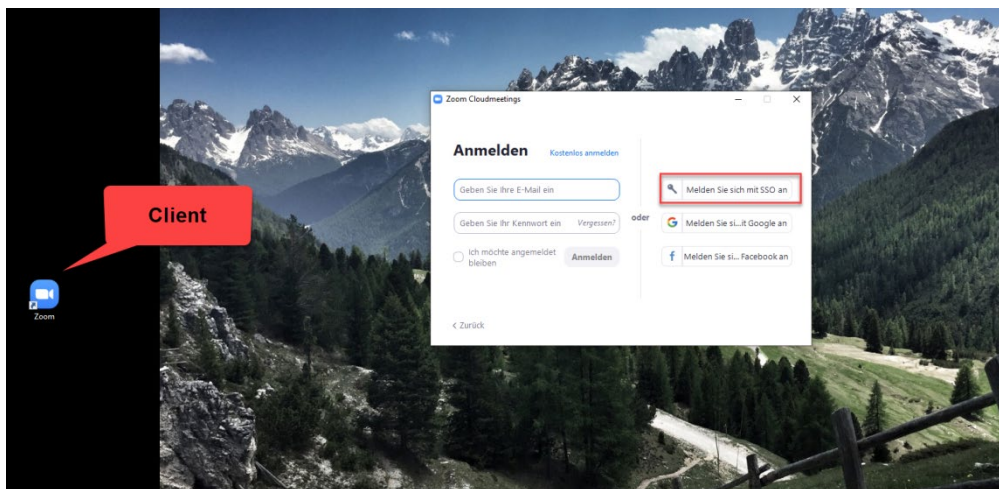 Zoom Cloudmeetings
Anmelden
Kostenlos anmelden
Geben Sie Ihre E-Mail ein
Geben Sie Ihr Kennwort ein
Vergessen?
Ich möchte angemeldet
bleiben
Anmelden
oder
Melden Sie sich mit SSO an
Melden Sie si...it Google an
Melden Sie si... Facebook an
< Zurück
Client
Zoom